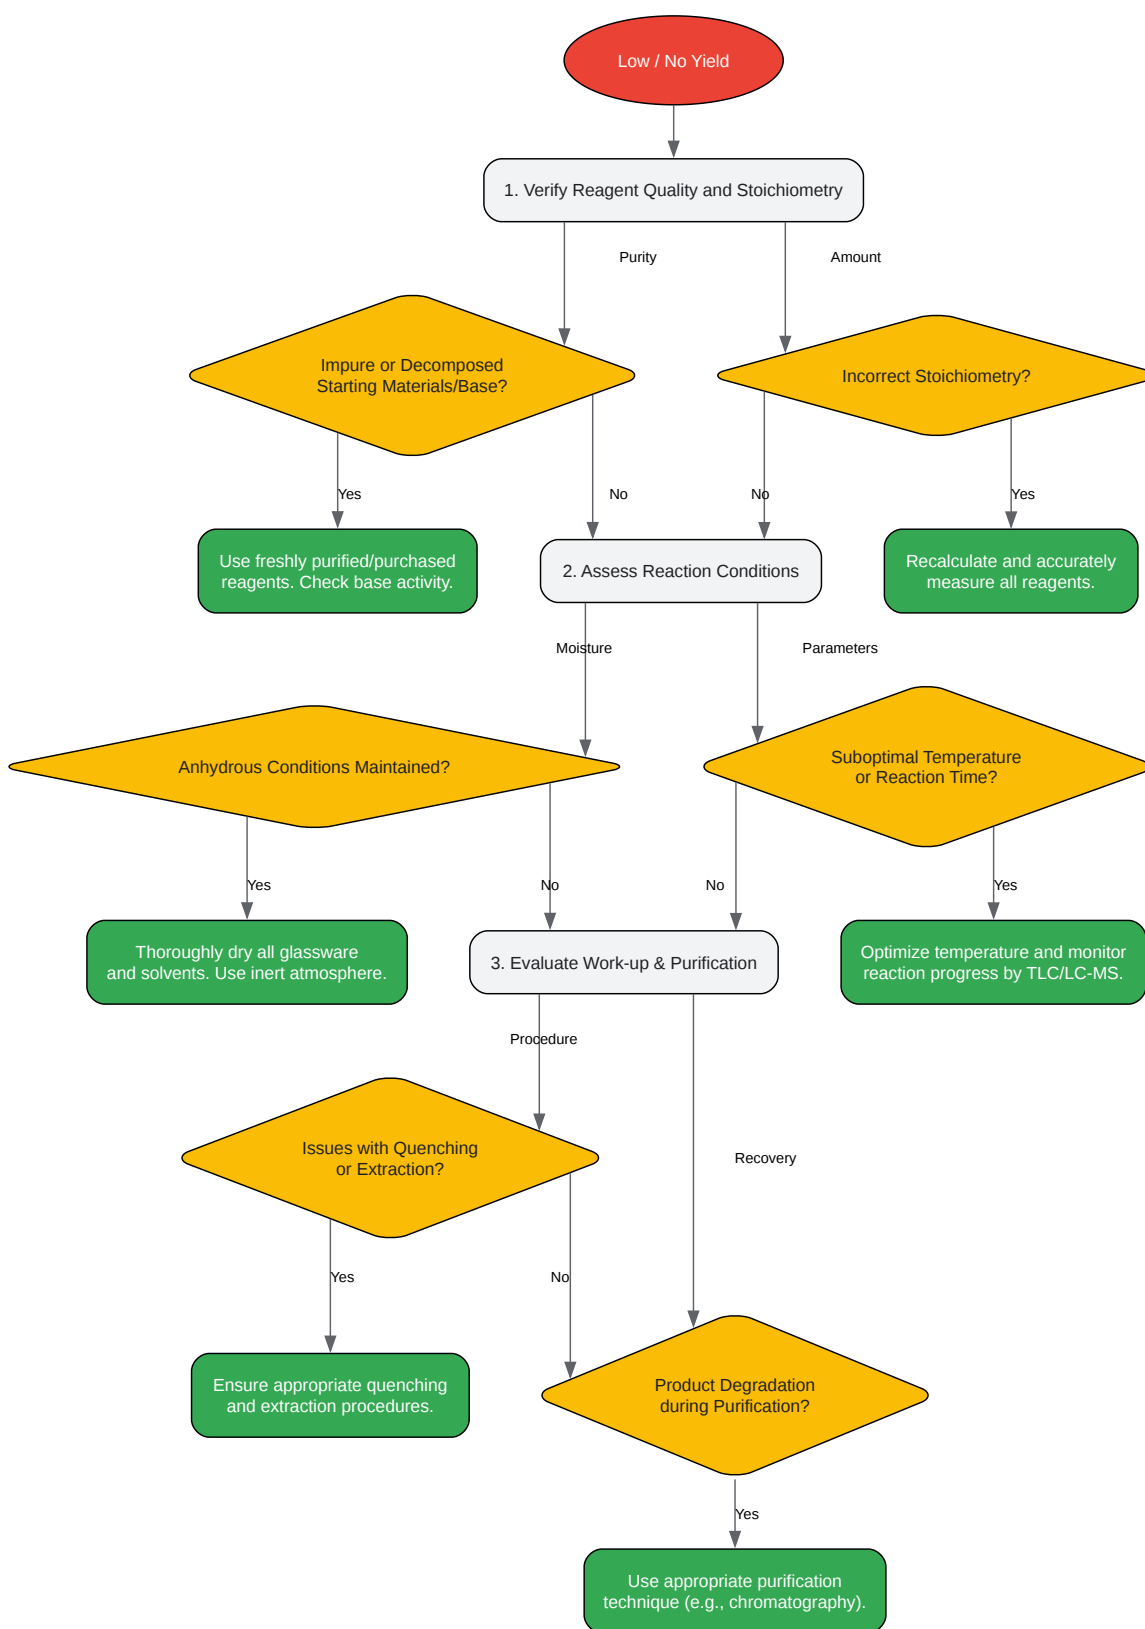 Low / No Yield
1. Verify Reagent Quality and Stoichiometry
Purity
Amount
Impure or Decomposed
Starting Materials/Base?
Incorrect Stoichiometry?
Yes
No
No
Yes
Use freshly purified/purchased
reagents. Check base activity.
2. Assess Reaction Conditions
Recalculate and accurately
measure all reagents.
Moisture
Parameters
Anhydrous Conditions Maintained?
Suboptimal Temperature
or Reaction Time?
Yes
No
No
Yes
Thoroughly dry all glassware
and solvents. Use inert atmosphere.
3. Evaluate Work-up & Purification
Optimize temperature and monitor
reaction progress by TLC/LC-MS.
Procedure
Issues with Quenching
or Extraction?
Recovery
Yes
No
Ensure appropriate quenching
and extraction procedures.
Product Degradation
during Purification?
Yes
Use appropriate purification
technique (e.g., chromatography).